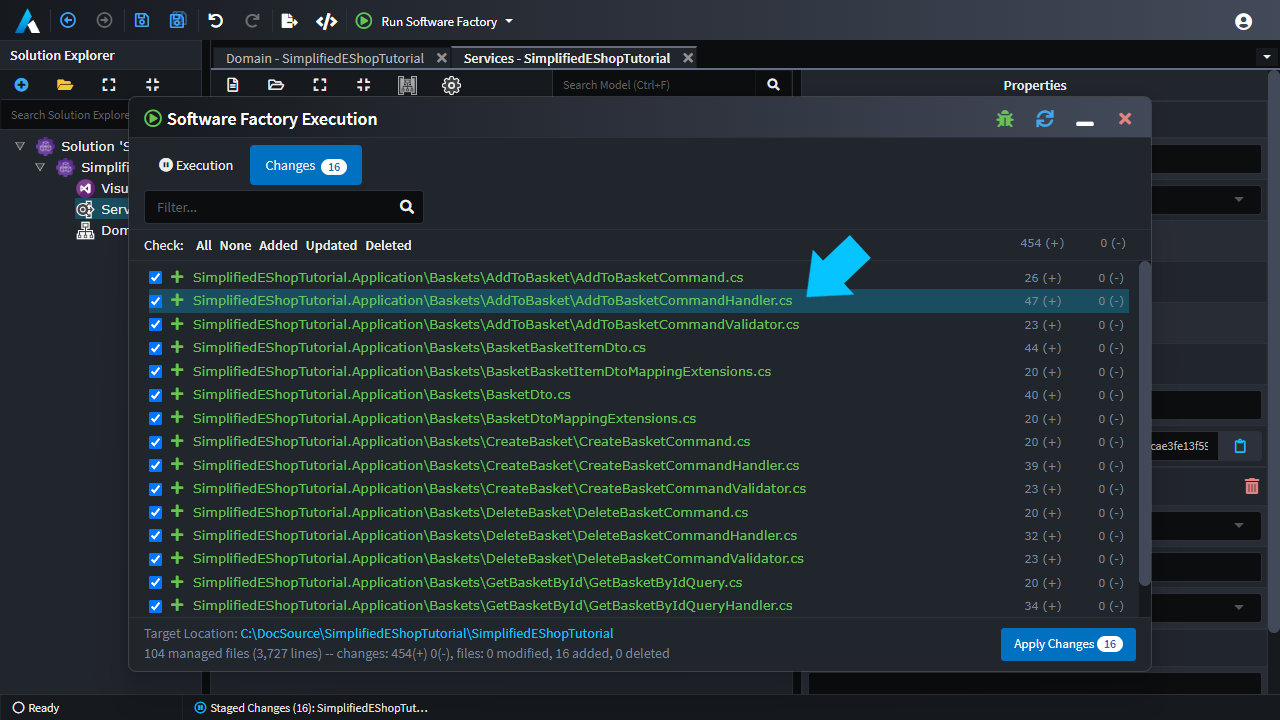 Run Software Factory
Solution Explorer
Domain - SimplifiedEShopTutorial
Services - SimplifiedEShopTutorial
Search Model (Ctrl+F)
Properties
Search Solution Explore
Solution 'S
Simplifi
Visu
Serv
Dom
Software Factory Execution
Execution
Changes 16
Filter...
Check: All None Added Updated Deleted 454 (+) 0 (-)
SimplifiedEShopTutorial.Application\Baskets\AddToBasket\AddToBasketCommand.cs 26 (+) 0 (-)
SimplifiedEShopTutorial.Application\Baskets\AddToBasket\AddToBasketCommandHandler.cs 47 (+) 0 (-)
SimplifiedEShopTutorial.Application\Baskets\AddToBasket\AddToBasketCommandValidator.cs 23 (+) 0 (-)
SimplifiedEShopTutorial.Application\Baskets\BasketBasketItemDto.cs 44 (+) 0 (-)
SimplifiedEShopTutorial.Application\Baskets\BasketBasketItemDtoMappingExtensions.cs 20 (+) 0 (-)
SimplifiedEShopTutorial.Application\Baskets\BasketDto.cs 40 (+) 0 (-)
SimplifiedEShopTutorial.Application\Baskets\BasketDtoMappingExtensions.cs 20 (+) 0 (-)
SimplifiedEShopTutorial.Application\Baskets\CreateBasket\CreateBasketCommand.cs 20 (+) 0 (-)
SimplifiedEShopTutorial.Application\Baskets\CreateBasket\CreateBasketCommandHandler.cs 39 (+) 0 (-)
SimplifiedEShopTutorial.Application\Baskets\CreateBasket\CreateBasketCommandValidator.cs 23 (+) 0 (-)
SimplifiedEShopTutorial.Application\Baskets\DeleteBasket\DeleteBasketCommand.cs 20 (+) 0 (-)
SimplifiedEShopTutorial.Application\Baskets\DeleteBasket\DeleteBasketCommandHandler.cs 32 (+) 0 (-)
SimplifiedEShopTutorial.Application\Baskets\DeleteBasket\DeleteBasketCommandValidator.cs 23 (+) 0 (-)
SimplifiedEShopTutorial.Application\Baskets\GetBasketById\GetBasketByIdQuery.cs 20 (+) 0 (-)
SimplifiedEShopTutorial.Application\Baskets\GetBasketById\GetBasketByIdQueryHandler.cs 34 (+) 0 (-)
cae3fe13f59
Target Location: C:\DocSource\SimplifiedEShopTutorial\SimplifiedEShopTutorial
104 managed files (3,727 lines) -- changes: 454(+) 0(-), files: 0 modified, 16 added, 0 deleted
Apply Changes 16
Ready
Staged Changes (16): SimplifiedEShopTut...